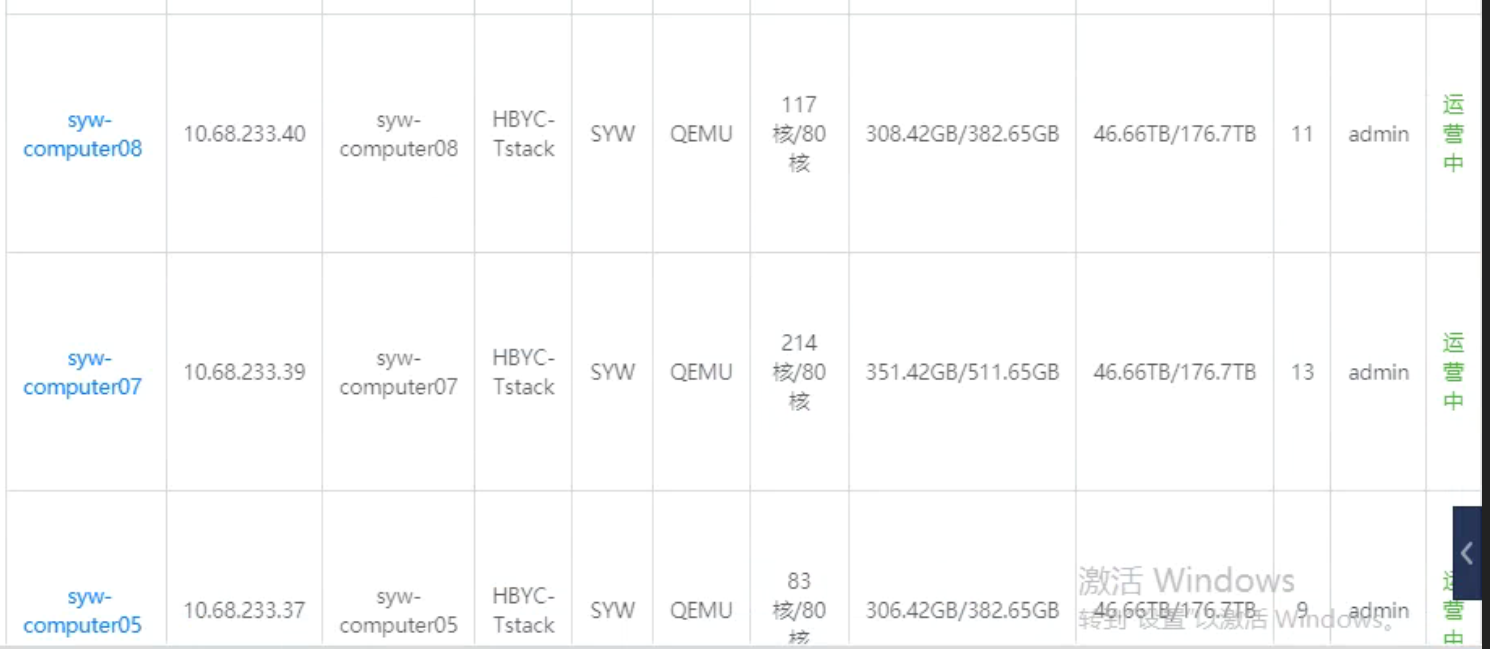 syw-
computer08
10.68.233.40
syw-
computer08
HBYC-
Tstack
SYW
QEMU
117
核/80
核
308.42GB/382.65GB
46.66TB/176.7TB
11
admin
运
营
中
syw-
computer07
10.68.233.39
syw-
computer07
HBYC-
Tstack
SYW
QEMU
214
核/80
核
351.42GB/511.65GB
46.66TB/176.7TB
13
admin
运
营
中
syw-
computer05
10.68.233.37
syw-
computer05
HBYC-
Tstack
SYW
QEMU
83
核/80
核
306.42GB/382.65GB
46.66TB/176.7TB
9
admin
运
营
中
激活 Windows
转到"设置"以激活 Windows。